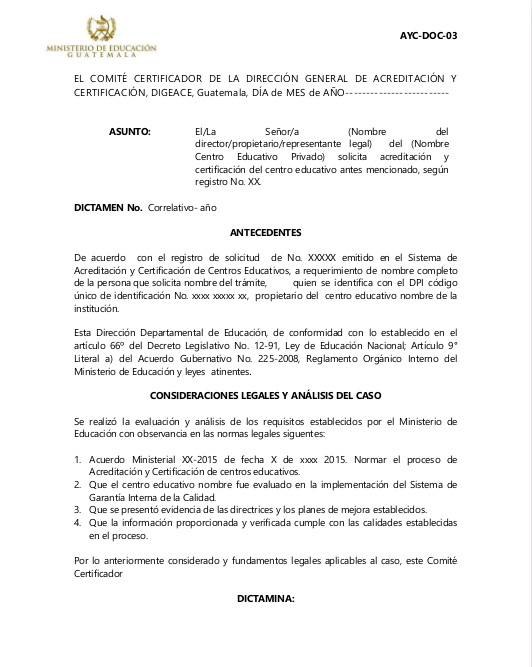 AYC-DOC-03
MINISTERIO DE EDUCACIÓN
GUATEMALA
EL COMITÉ CERTIFICADOR DE LA DIRECCIÓN GENERAL DE ACREDITACIÓN Y
CERTIFICACIÓN, DIGEACE, Guatemala, DÍA de MES de AÑO-------------------------
ASUNTO: El/La Señor/a (Nombre del
director/propietario/representante legal) del (Nombre
Centro Educativo Privado) solicita acreditación y
certificación del centro educativo antes mencionado, según
registro No. XX.
DICTAMEN No. Correlativo- año
ANTECEDENTES
De acuerdo con el registro de solicitud de No. XXXXX emitido en el Sistema de
Acreditación y Certificación de Centros Educativos, a requerimiento de nombre completo
de la persona que solicita nombre del trámite, quien se identifica con el DPI código
único de identificación No. xxxx xxxxx xx, propietario del centro educativo nombre de la
institución.
Esta Dirección Departamental de Educación, de conformidad con lo establecido en el
artículo 66º del Decreto Legislativo No. 12-91, Ley de Educación Nacional; Artículo 9°
Literal a) del Acuerdo Gubernativo No. 225-2008, Reglamento Orgánico Interno del
Ministerio de Educación y leyes atinentes.
CONSIDERACIONES LEGALES Y ANÁLISIS DEL CASO
Se realizó la evaluación y análisis de los requisitos establecidos por el Ministerio de
Educación con observancia en las normas legales siguentes:
1. Acuerdo Ministerial XX-2015 de fecha X de xxxx 2015. Normar el proceso de
Acreditación y Certificación de centros educativos.
2. Que el centro educativo nombre fue evaluado en la implementación del Sistema de
Garantía Interna de la Calidad.
3. Que se presentó evidencia de las directrices y los planes de mejora establecidos.
4. Que la información proporcionada y verificada cumple con las calidades establecidas
en el proceso.
Por lo anteriormente considerado y fundamentos legales aplicables al caso, este Comité
Certificador
DICTAMINA: